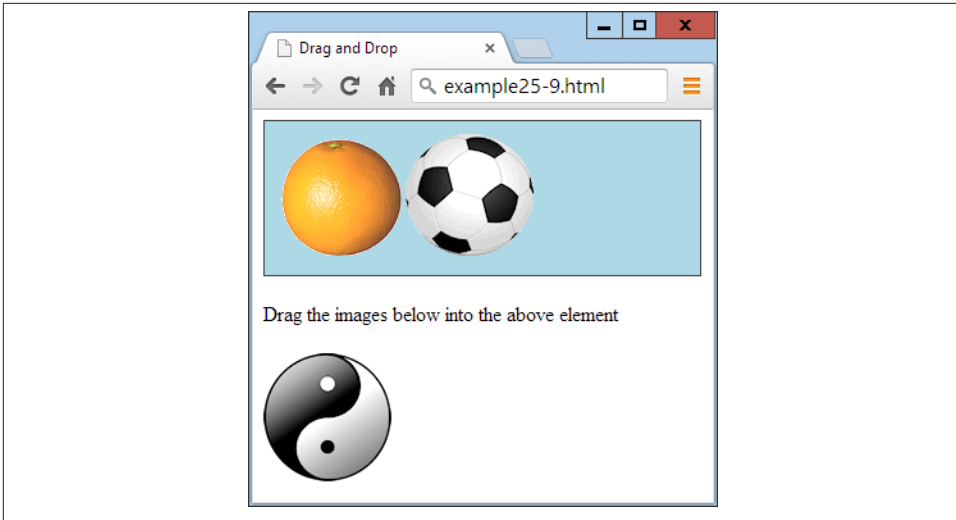 Drag and Drop
example25-9.html
Drag the images below into the above element